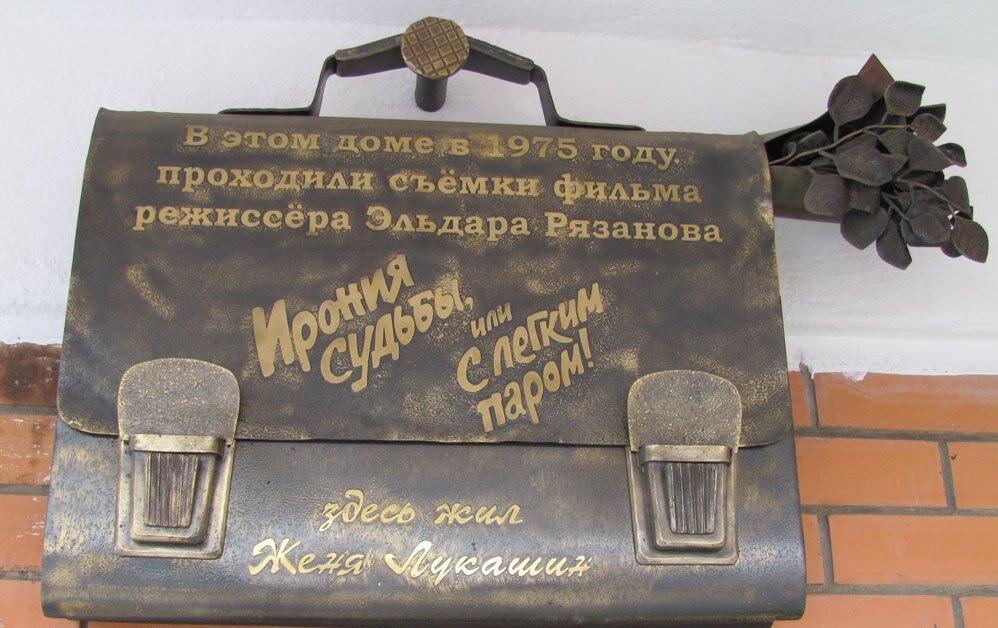 В этом доме в 1975 году.
проходили съёмки фильма
режиссёра Эльдара Рязанова
Ирония
судьбы,
или
С легким
паром!
здесь жил
Женя Лукашин